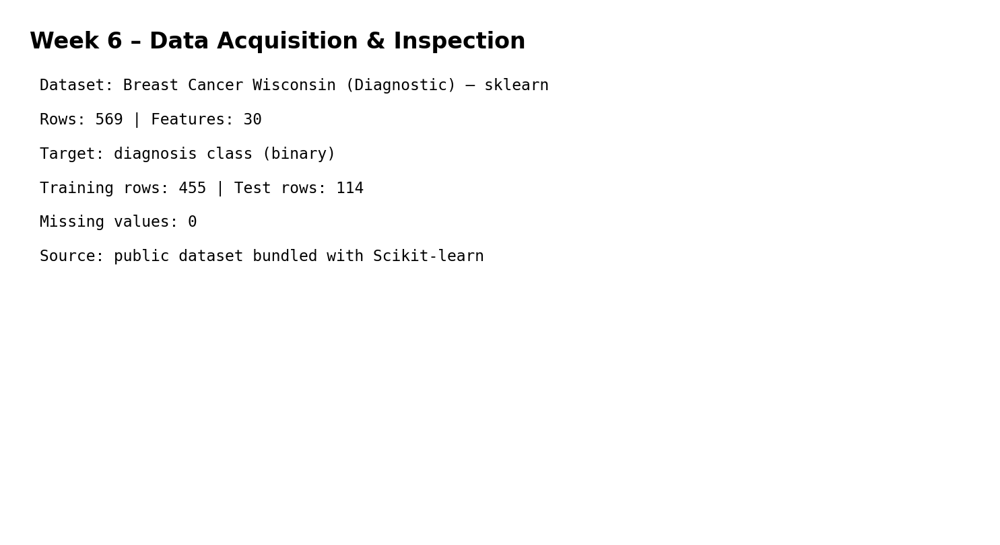 Week 6 – Data Acquisition & Inspection
Dataset: Breast Cancer Wisconsin (Diagnostic) — sklearn
Rows: 569 | Features: 30
Target: diagnosis class (binary)
Training rows: 455 | Test rows: 114
Missing values: 0
Source: public dataset bundled with Scikit-learn